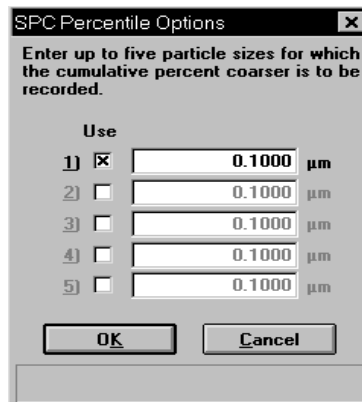 SPC Percentile Options
Enter up to five particle sizes for which
the cumulative percent coarser is to be
recorded.
Use
1) 0.1000 µm
2) 0.1000 µm
3) 0.1000 µm
4) 0.1000 µm
5) 0.1000 µm
OK Cancel